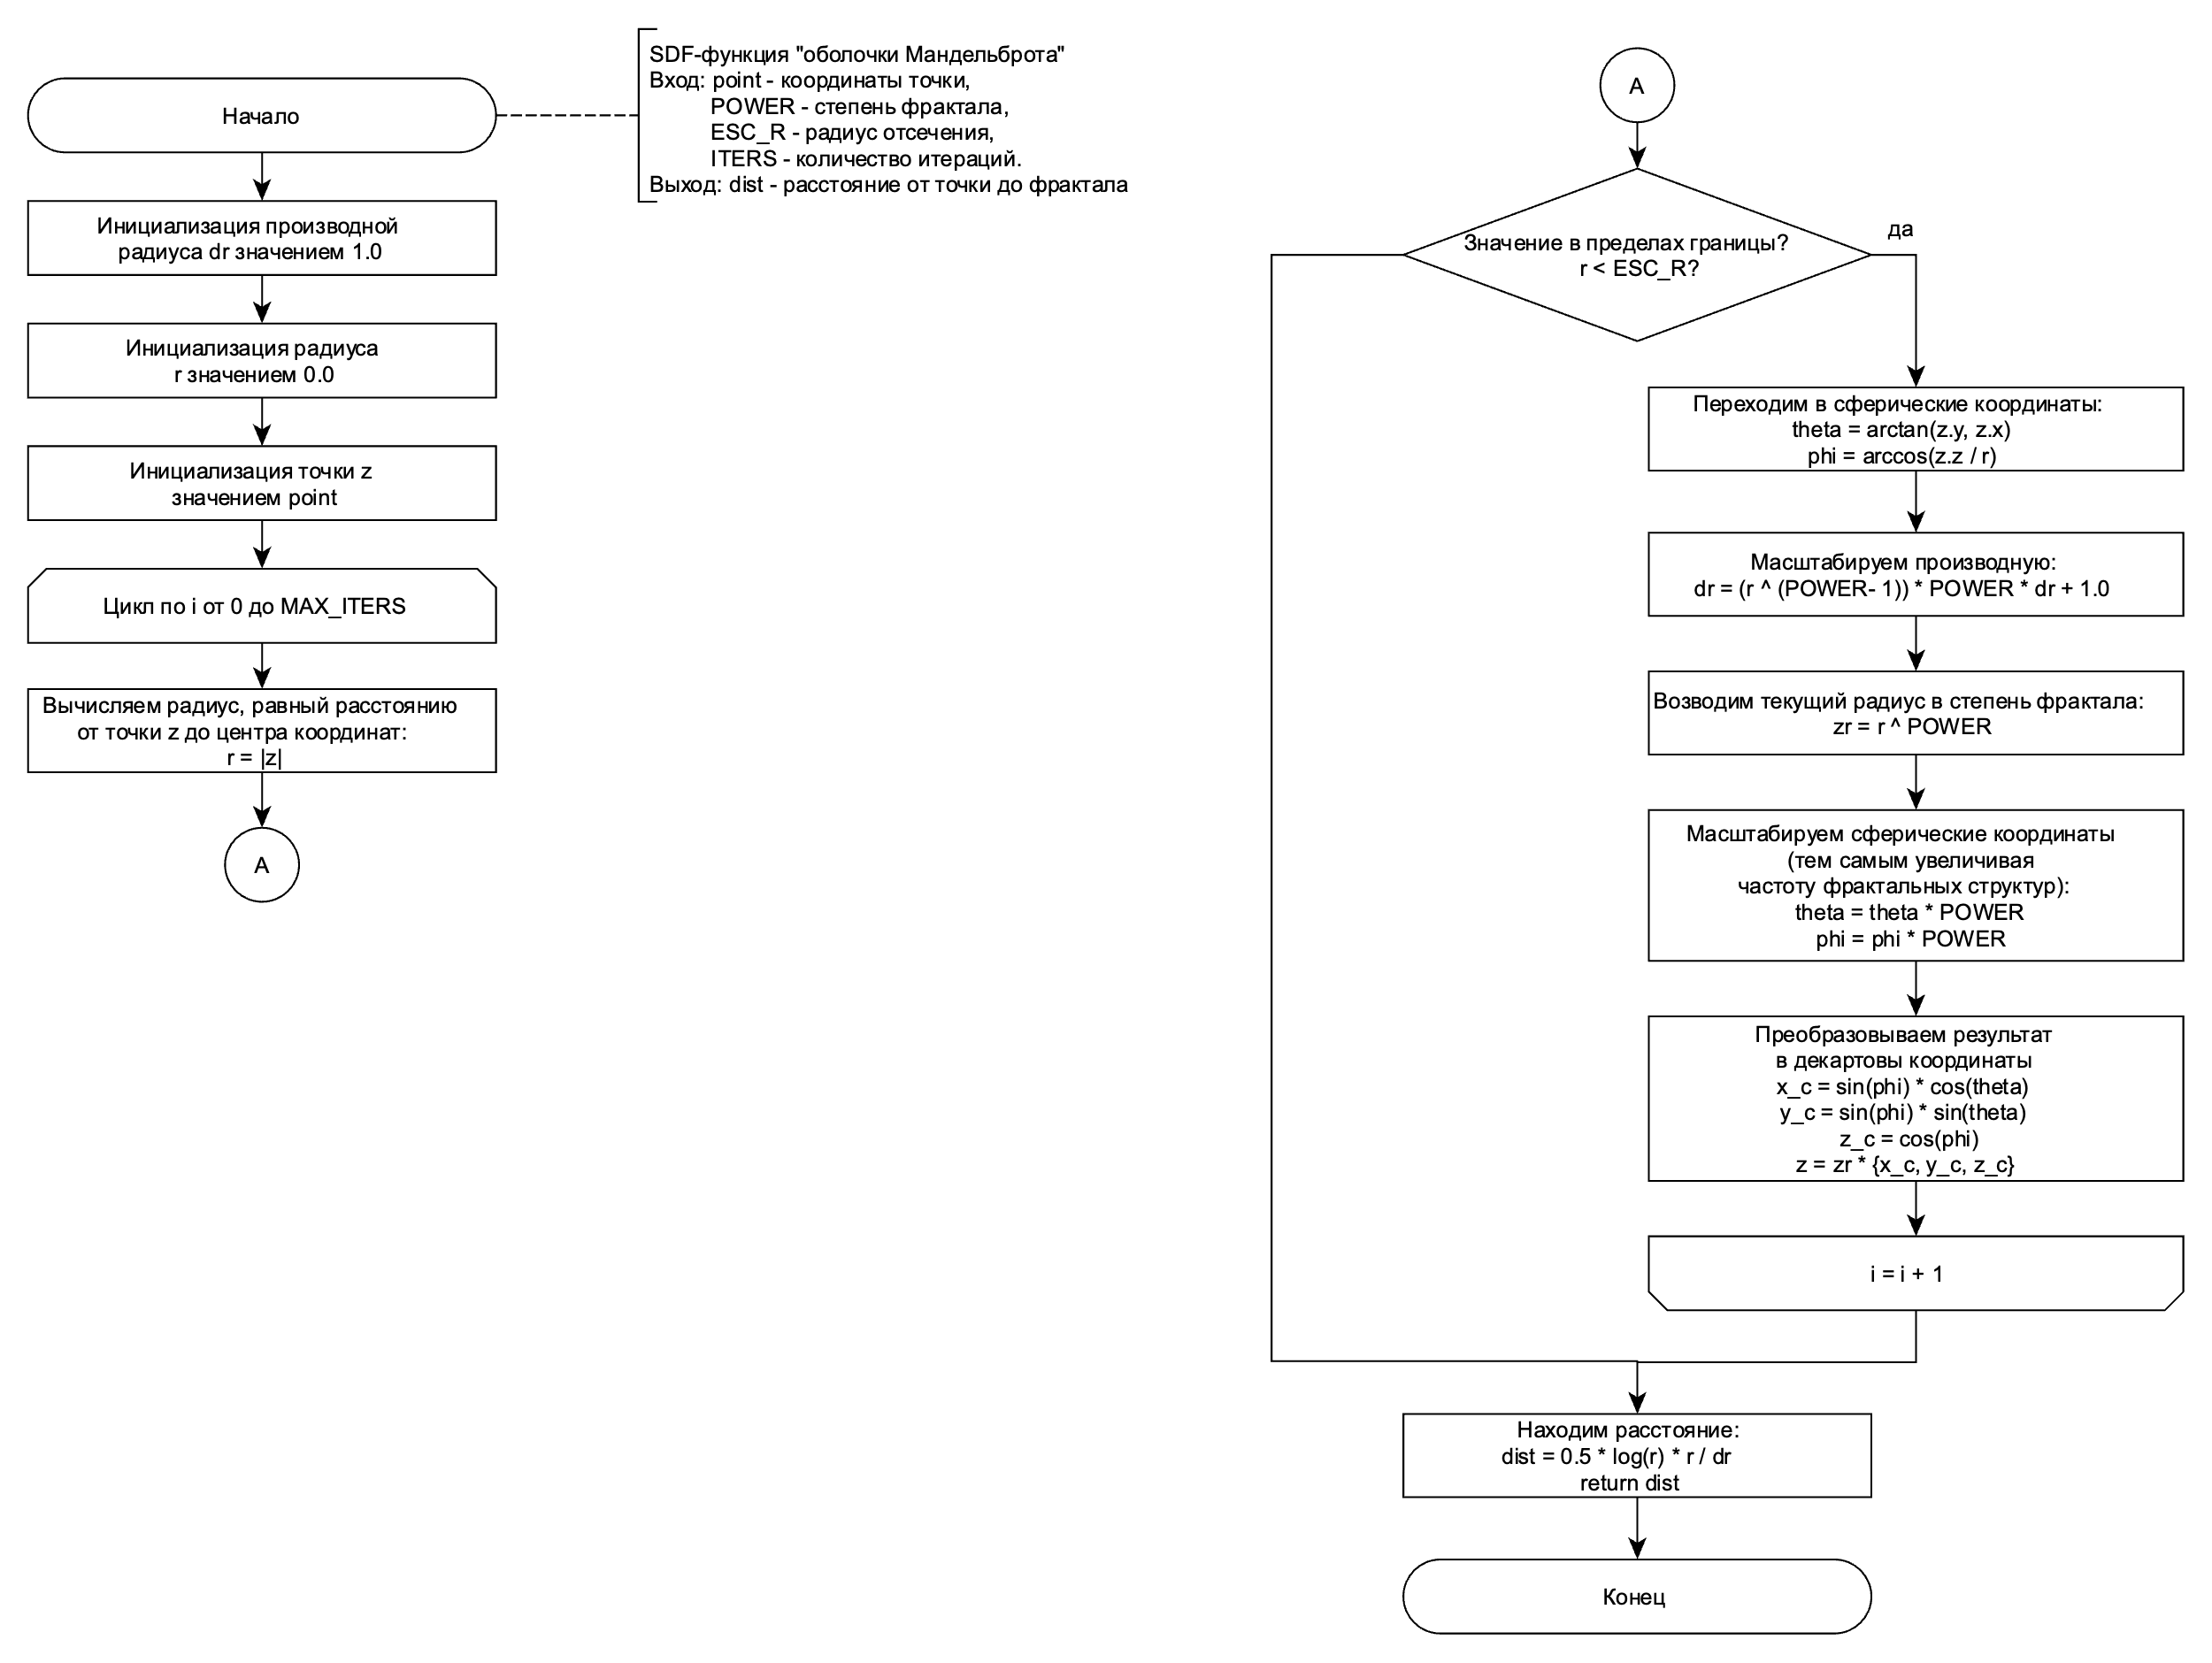 Начало
SDF-функция "оболочки Мандельброта"
Вход: point - координаты точки,
POWER - степень фрактала,
ESC_R - радиус отсечения,
ITERS - количество итераций.
Выход: dist - расстояние от точки до фрактала
Инициализация производной
радиуса dr значением 1.0
Инициализация радиуса
r значением 0.0
Инициализация точки z
значением point
Цикл по i от 0 до MAX_ITERS
Вычисляем радиус, равный расстоянию
от точки z до центра координат:
r = |z|
A
A
Значение в пределах границы?
r < ESC_R?
да
Переходим в сферические координаты:
theta = arctan(z.y, z.x)
phi = arccos(z.z / r)
Масштабируем производную:
dr = (r ^ (POWER- 1)) * POWER * dr + 1.0
Возводим текущий радиус в степень фрактала:
zr = r ^ POWER
Масштабируем сферические координаты
(тем самым увеличивая
частоту фрактальных структур):
theta = theta * POWER
phi = phi * POWER
Преобразовываем результат
в декартовы координаты
x_c = sin(phi) * cos(theta)
y_c = sin(phi) * sin(theta)
z_c = cos(phi)
z = zr * {x_c, y_c, z_c}
i = i + 1
Находим расстояние:
dist = 0.5 * log(r) * r / dr
return dist
Конец